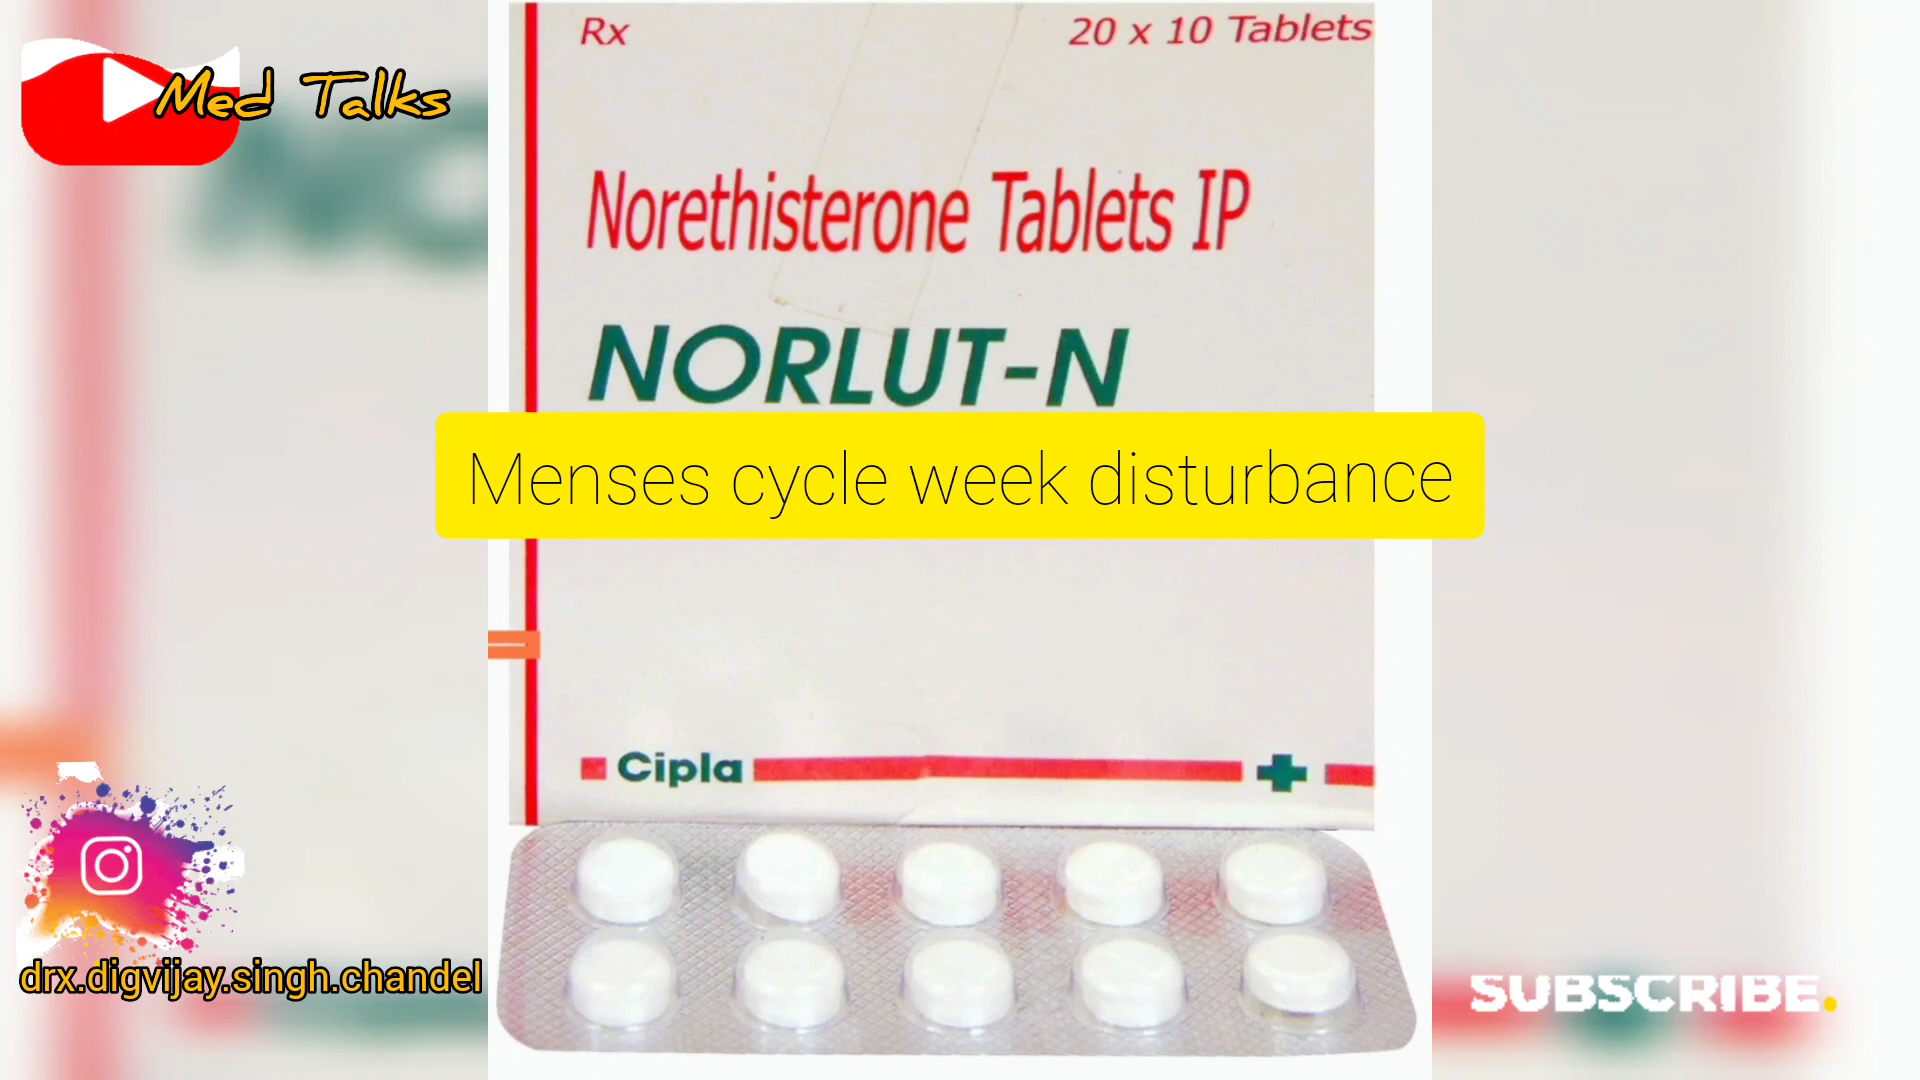 Med Talks
Rx
20 x 10 Tablets
Norethisterone Tablets IP
NORLUT-N
Menses cycle week disturbance
Cipla
drx.digvijay.singh.chandel
SUBSCRIBE.